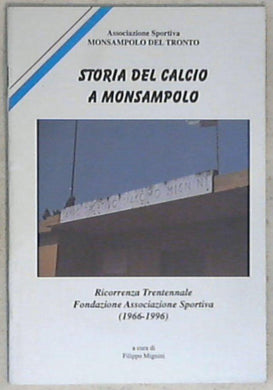 Associazione Sportiva
MONSAMPOLO DEL TRONTO
STORIA DEL CALCIO
A MONSAMPOLO
Ricorrenza Trentennale
Fondazione Associazione Sportiva
(1966-1996)
a cura di
Filippo Mignini